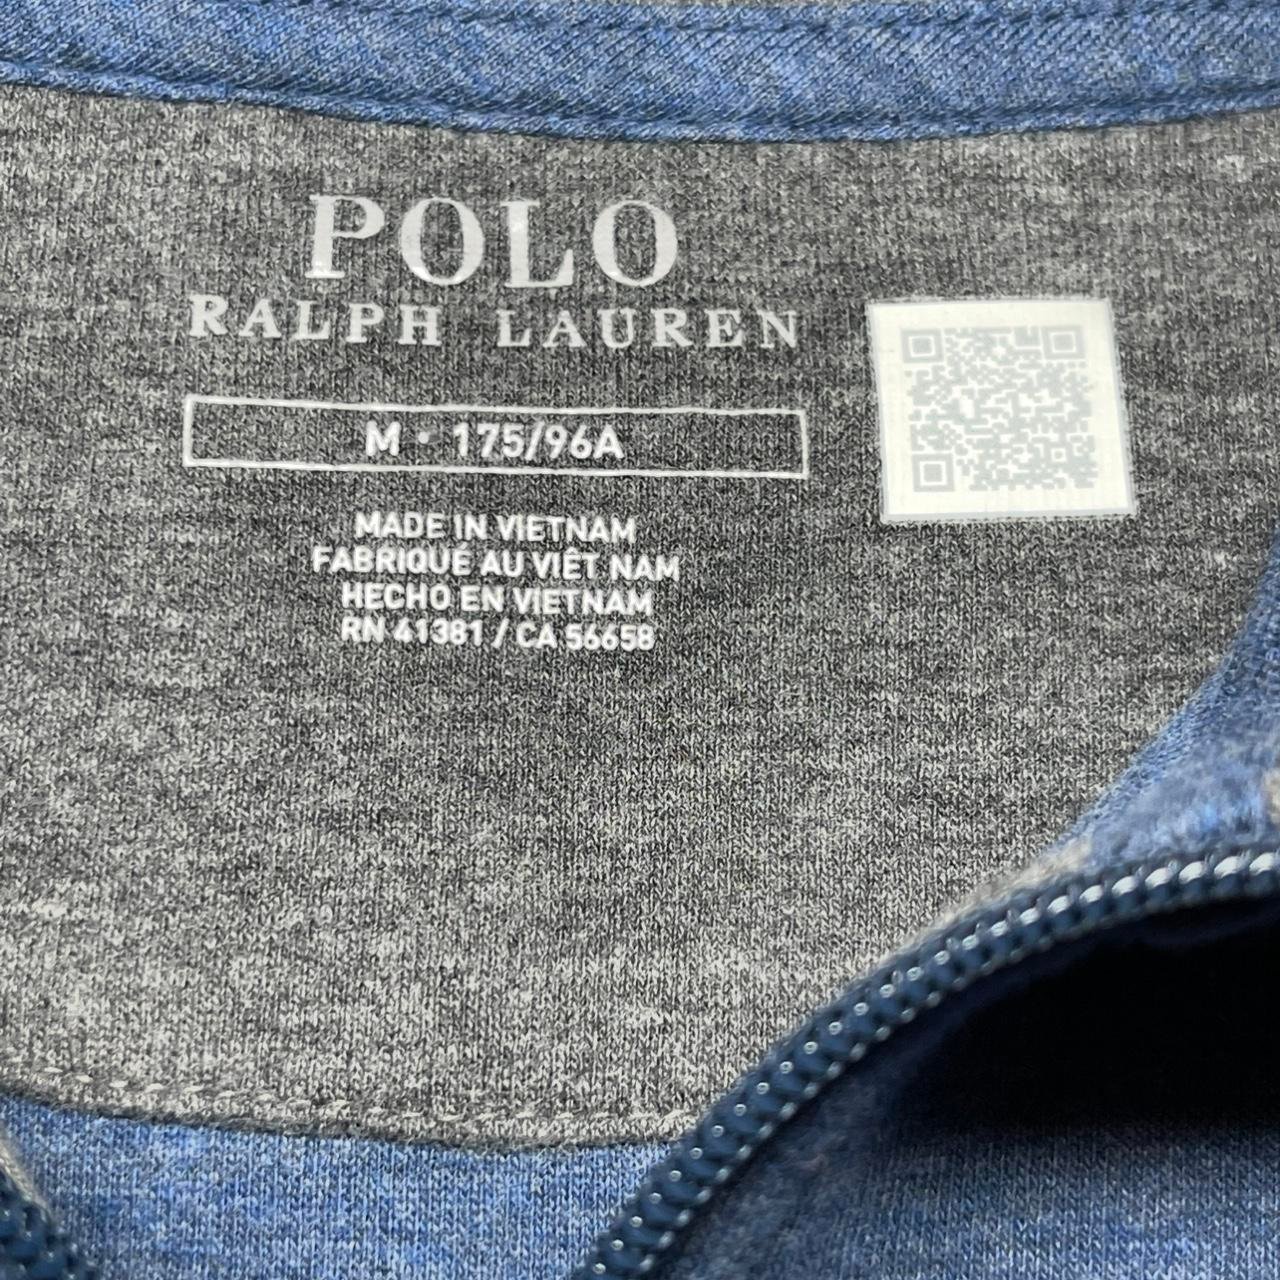 POLO
RALPH LAUREN
M • 175/96A
MADE IN VIETNAM
FABRIQUÉ AU VIÊT NAM
HECHO EN VIETNAM
RN 41381 / CA 56658